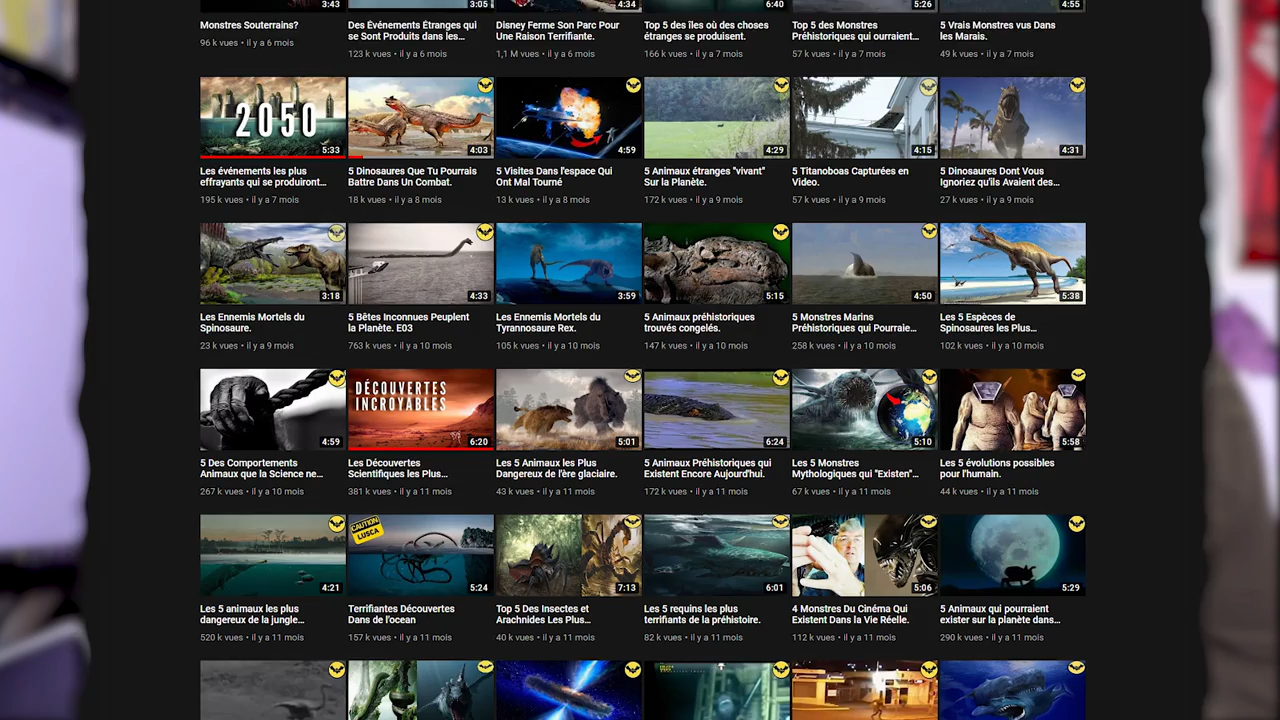 3:43
3:05
4:34
6:40
5:26
4:55
Monstres Souterrains?
96 k vues • il y a 6 mois
Des Événements Étranges qui
se Sont Produits dans les...
123 k vues • il y a 6 mois
Disney Ferme Son Parc Pour
Une Raison Terrifiante.
1,1 M vues • il y a 6 mois
Top 5 des îles où des choses
étranges se produisent.
166 k vues • il y a 7 mois
Top 5 des Monstres
Préhistoriques qui ourraient...
57 k vues • il y a 7 mois
5 Vrais Monstres vus Dans
les Marais.
49 k vues • il y a 7 mois
2050
5:33
4:03
4:59
4:29
4:15
4:31
Les événements les plus
effrayants qui se produiront...
195 k vues • il y a 7 mois
5 Dinosaures Que Tu Pourrais
Battre Dans Un Combat.
18 k vues • il y a 8 mois
5 Visites Dans l'espace Qui
Ont Mal Tourné
13 k vues • il y a 8 mois
5 Animaux étranges "vivant"
Sur la Planète.
172 k vues • il y a 9 mois
5 Titanoboas Capturées en
Video.
57 k vues • il y a 9 mois
5 Dinosaures Dont Vous
Ignoriez qu'ils Avaient des...
27 k vues • il y a 9 mois
3:18
4:33
3:59
5:15
4:50
5:38
Les Ennemis Mortels du
Spinosaure.
23 k vues • il y a 9 mois
5 Bêtes Inconnues Peuplent
la Planète. E03
763 k vues • il y a 10 mois
Les Ennemis Mortels du
Tyrannosaure Rex.
105 k vues • il y a 10 mois
5 Animaux préhistoriques
trouvés congelés.
147 k vues • il y a 10 mois
5 Monstres Marins
Préhistoriques qui Pourraie...
258 k vues • il y a 10 mois
Les 5 Espèces de
Spinosaures les Plus...
102 k vues • il y a 10 mois
4:59
DÉCOUVERTES
INCROYABLES
6:20
5:01
6:24
5:10
5:58
5 Des Comportements
Animaux que la Science ne...
267 k vues • il y a 10 mois
Les Découvertes
Scientifiques les Plus...
381 k vues • il y a 11 mois
Les 5 Animaux les Plus
Dangereux de l'ère glaciaire.
43 k vues • il y a 11 mois
5 Animaux Préhistoriques qui
Existent Encore Aujourd'hui.
172 k vues • il y a 11 mois
Les 5 Monstres
Mythologiques qui "Existen"...
67 k vues • il y a 11 mois
Les 5 évolutions possibles
pour l'humain.
44 k vues • il y a 11 mois
4:21
CAUTION
LUSCA
5:24
7:13
6:01
5:06
5:29
Les 5 animaux les plus
dangereux de la jungle...
520 k vues • il y a 11 mois
Terrifiantes Découvertes
Dans de l'ocean
157 k vues • il y a 11 mois
Top 5 Des Insectes et
Arachnides Les Plus...
40 k vues • il y a 11 mois
Les 5 requins les plus
terrifiants de la préhistoire.
82 k vues • il y a 11 mois
4 Monstres Du Cinéma Qui
Existent Dans la Vie Réelle.
112 k vues • il y a 11 mois
5 Animaux qui pourraient
exister sur la planète dans...
290 k vues • il y a 11 mois